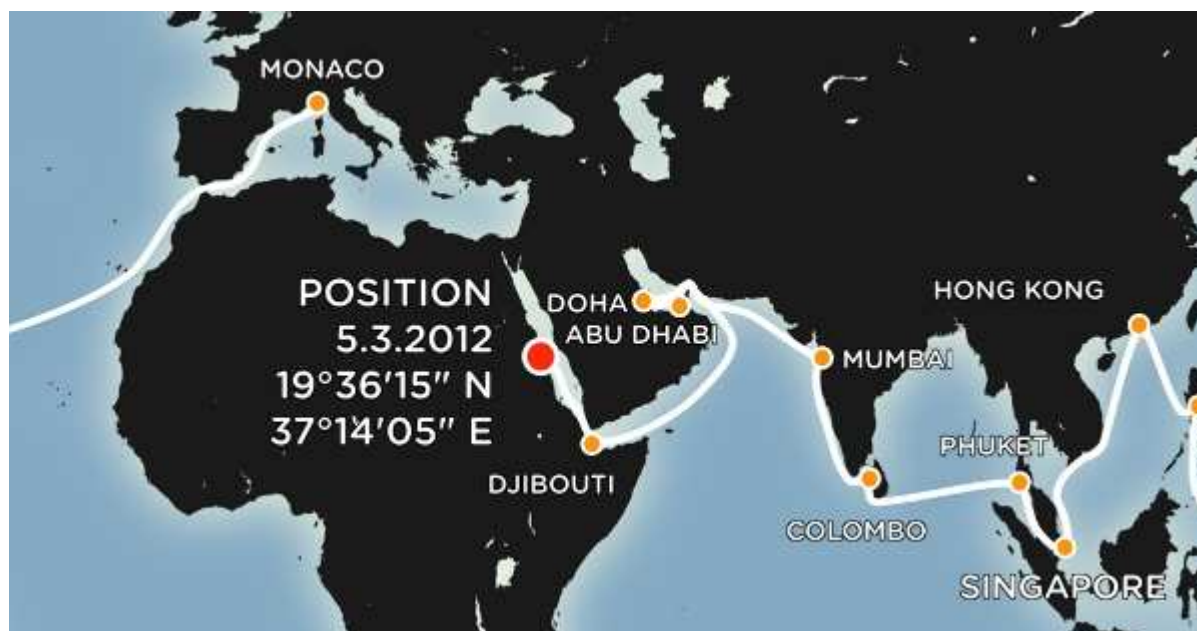 MONACO
POSITION
5.3.2012
19°36'15" N
37°14'05" E
DOHA
ABU DHABI
DJIBOUTI
MUMBAI
COLOMBO
PHUKET
HONG KONG
SINGAPORE